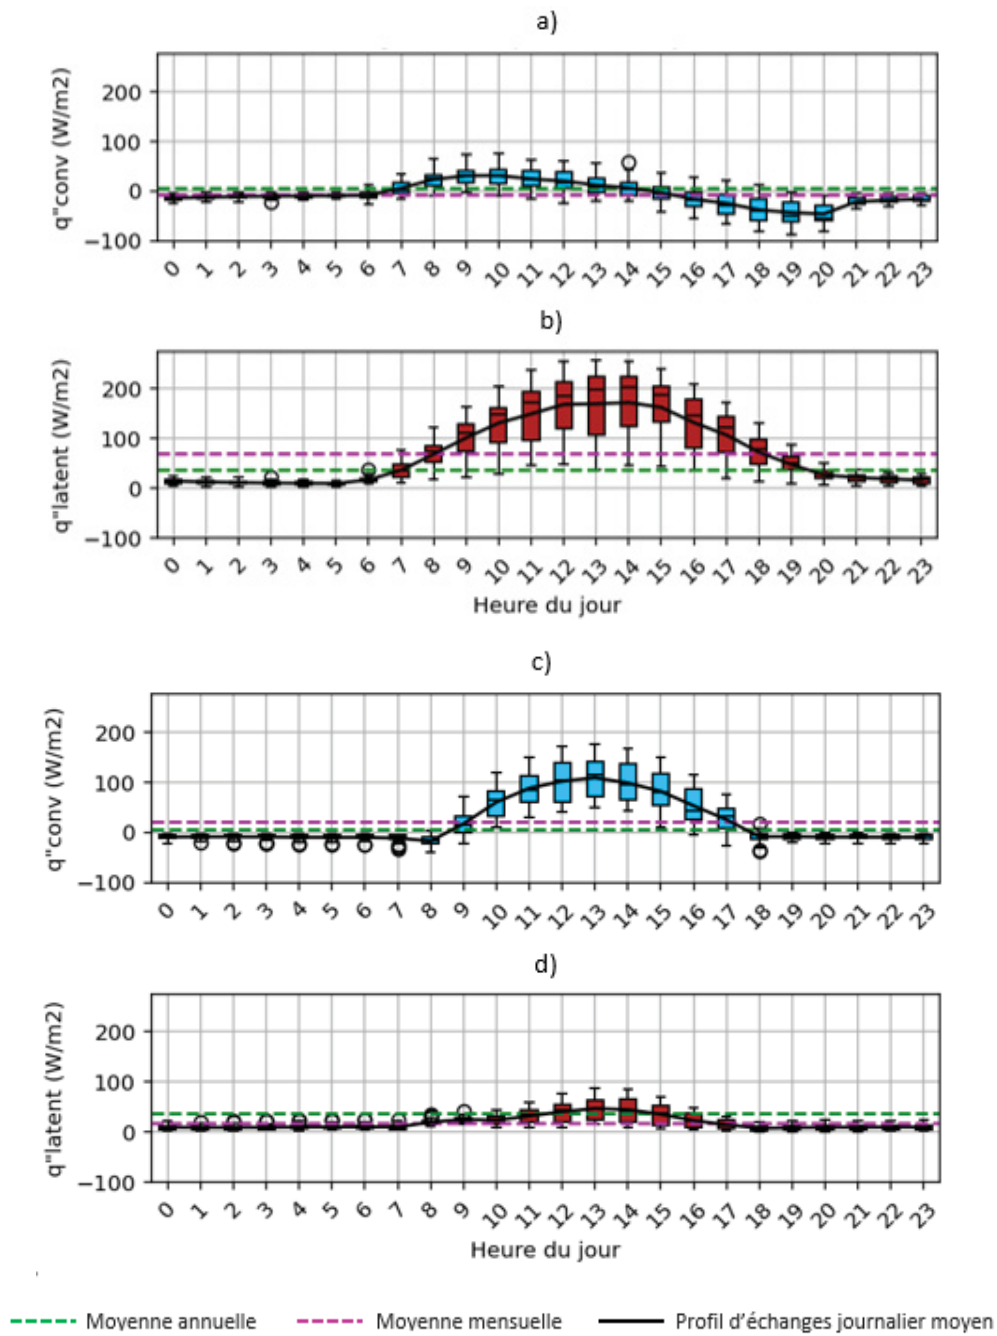 a)
q"conv (W/m2)
200
100
0
−100
0 1 2 3 4 5 6 7 8 9 10 11 12 13 14 15 16 17 18 19 20 21 22 23
b)
q"latent (W/m2)
200
100
0
−100
0 1 2 3 4 5 6 7 8 9 10 11 12 13 14 15 16 17 18 19 20 21 22 23
Heure du jour
c)
q"conv (W/m2)
200
100
0
−100
0 1 2 3 4 5 6 7 8 9 10 11 12 13 14 15 16 17 18 19 20 21 22 23
d)
q"latent (W/m2)
200
100
0
−100
0 1 2 3 4 5 6 7 8 9 10 11 12 13 14 15 16 17 18 19 20 21 22 23
Heure du jour
Moyenne annuelle Moyenne mensuelle Profil d’échanges journalier moyen